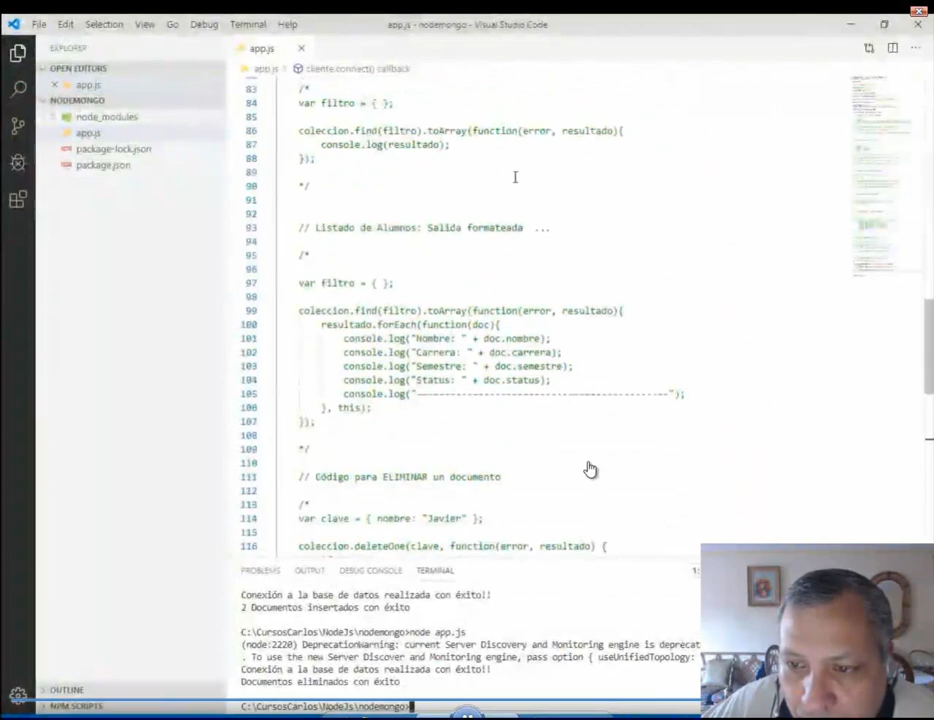 File Edit Selection View Go Debug Terminal Help
app.js - nodemongo - Visual Studio Code
EXPLORER
OPEN EDITORS
app.js
NODEMONGO
node_modules
app.js
package-lock.json
package.json
OUTLINE
NPM SCRIPTS
app.js
app.js > cliente.connect() callback
83 /*
84 var filtro = { };
85
86 coleccion.find(filtro).toArray(function(error, resultado){
87 console.log(resultado);
88 });
89
90 */
91
92
93 // Listado de Alumnos: Salida formateada ...
94
95 /*
96
97 var filtro = { };
98
99 coleccion.find(filtro).toArray(function(error, resultado){
100 resultado.forEach(function(doc){
101 console.log("Nombre: " + doc.nombre);
102 console.log("Carrera: " + doc.carrera);
103 console.log("Semestre: " + doc.semestre);
104 console.log("Status: " + doc.status);
105 console.log("----------------------------------------------");
106 }, this);
107 });
108
109 */
110
111 // Código para ELIMINAR un documento
112
113 /*
114 var clave = { nombre: "Javier" };
115
116 coleccion.deleteOne(clave, function(error, resultado) {
PROBLEMS OUTPUT DEBUG CONSOLE TERMINAL 1:
Conexión a la base de datos realizada con éxito!!
2 Documentos insertados con éxito
C:\CursosCarlos\NodeJs\nodemongo>node app.js
(node:2220) DeprecationWarning: current Server Discovery and Monitoring engine is deprecat
. To use the new Server Discover and Monitoring engine, pass option { useUnifiedTopology:
Conexión a la base de datos realizada con éxito!!
Documentos eliminados con éxito
C:\CursosCarlos\NodeJs\nodemongo>